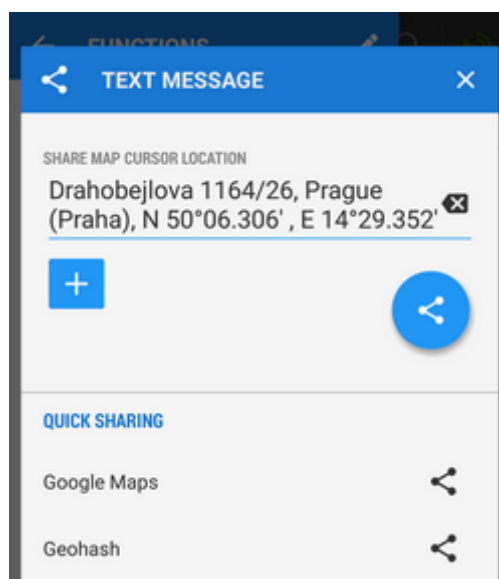 FUNCTIONS
TEXT MESSAGE
SHARE MAP CURSOR LOCATION
Drahobejlova 1164/26, Prague
(Praha), N 50°06.306' , E 14°29.352'
QUICK SHARING
Google Maps
Geohash